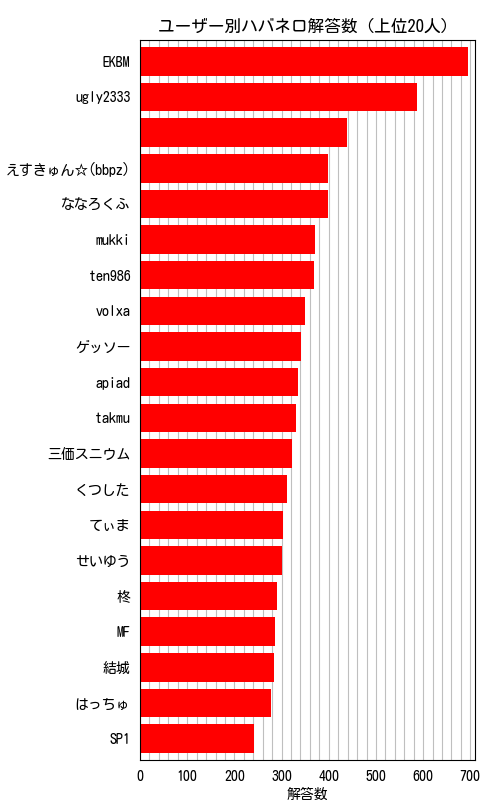 ユーザー別ハバネロ解答数 (上位20人)
EKBM
ugly2333
えすきゅん☆(bbpz)
ななろくふ
mukki
ten986
volxa
ゲッソー
apiad
takmu
三価スニウム
くつした
てぃま
せいゆう
柊
MF
結城
はっちゅ
SP1
0 100 200 300 400 500 600 700
解答数